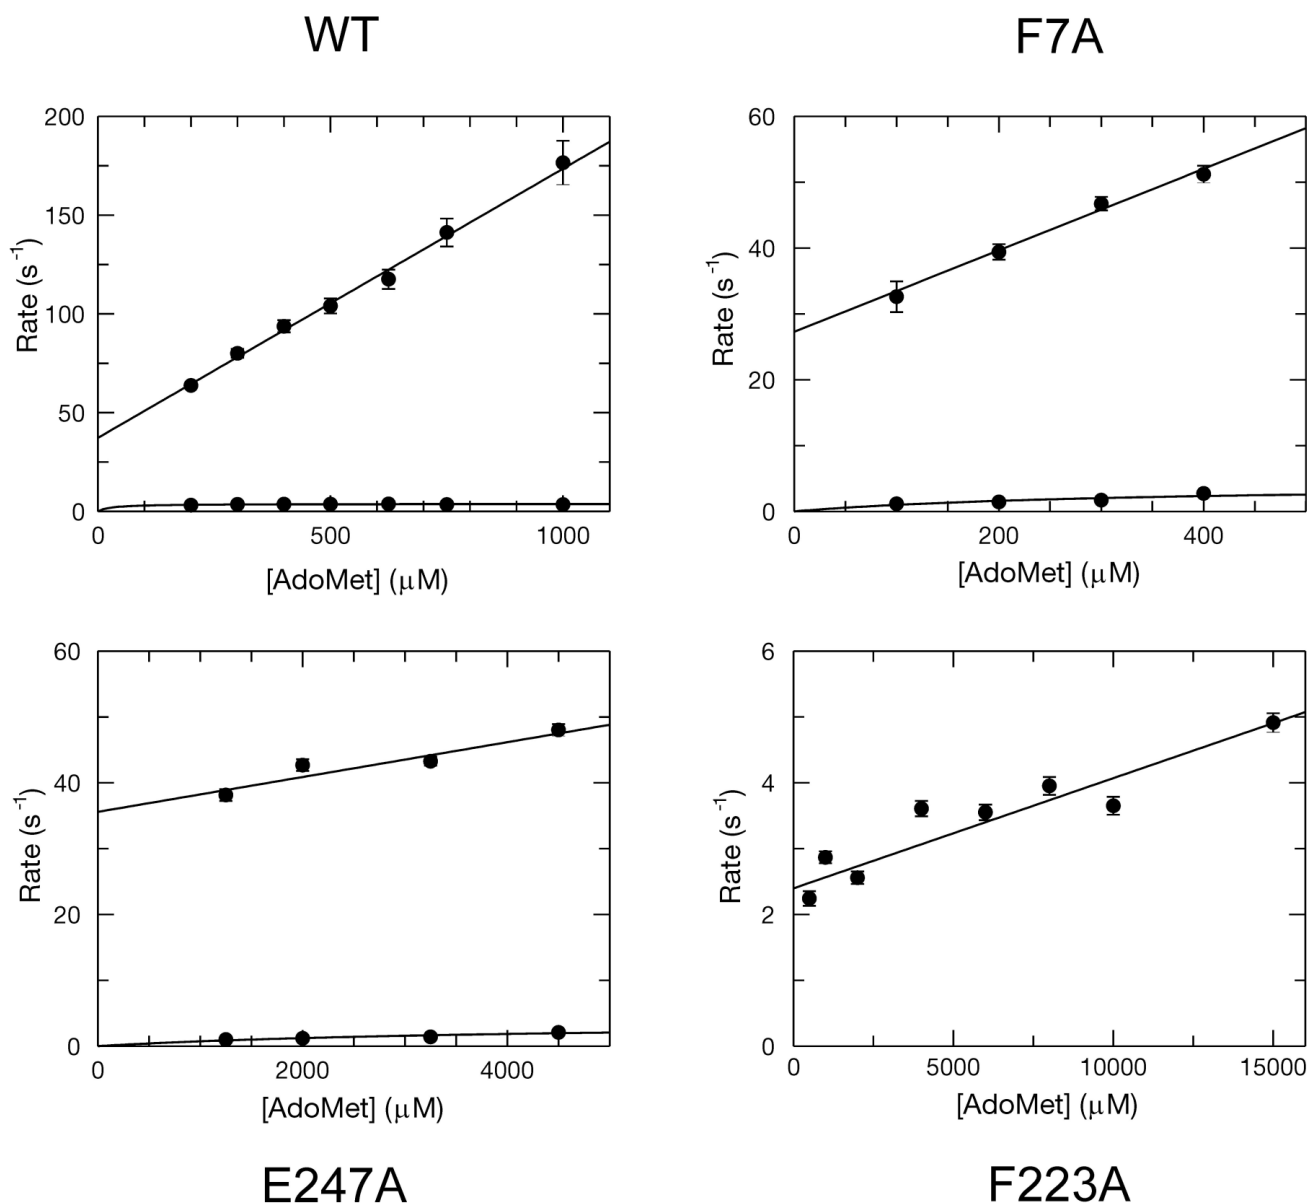 WT
F7A
200
150
100
50
0
Rate (s⁻¹)
0 500 1000
[AdoMet] (μM)
60
40
20
0
Rate (s⁻¹)
0 200 400
[AdoMet] (μM)
60
40
20
0
Rate (s⁻¹)
0 2000 4000
[AdoMet] (μM)
6
4
2
0
Rate (s⁻¹)
0 5000 10000 15000
[AdoMet] (μM)
E247A
F223A